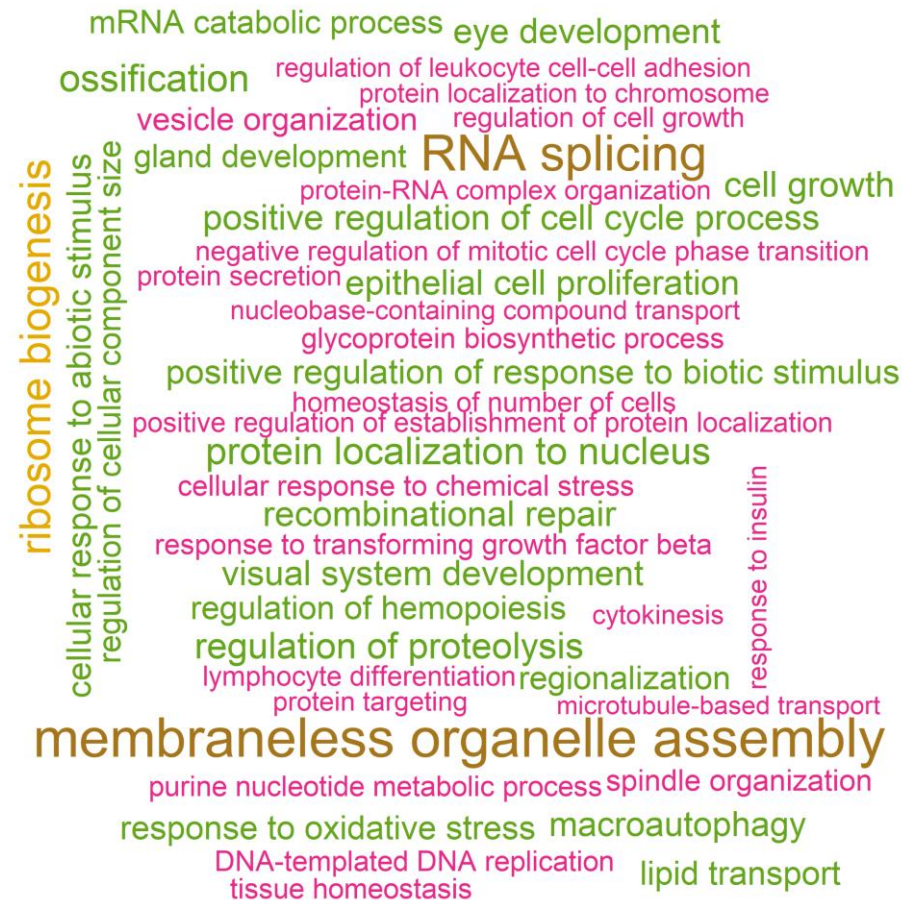 mRNA catabolic process
eye development
ossification
regulation of leukocyte cell-cell adhesion
protein localization to chromosome
vesicle organization
regulation of cell growth
gland development
RNA splicing
protein-RNA complex organization
cell growth
positive regulation of cell cycle process
negative regulation of mitotic cell cycle phase transition
protein secretion
epithelial cell proliferation
nucleobase-containing compound transport
glycoprotein biosynthetic process
positive regulation of response to biotic stimulus
homeostasis of number of cells
positive regulation of establishment of protein localization
protein localization to nucleus
cellular response to chemical stress
recombinational repair
response to transforming growth factor beta
visual system development
regulation of hemopoiesis
cytokinesis
regulation of proteolysis
lymphocyte differentiation
regionalization
protein targeting
microtubule-based transport
membraneless organelle assembly
purine nucleotide metabolic process
spindle organization
response to oxidative stress
macroautophagy
DNA-templated DNA replication
lipid transport
tissue homeostasis
ribosome biogenesis
cellular response to abiotic stimulus
regulation of cellular component size
response to insulin